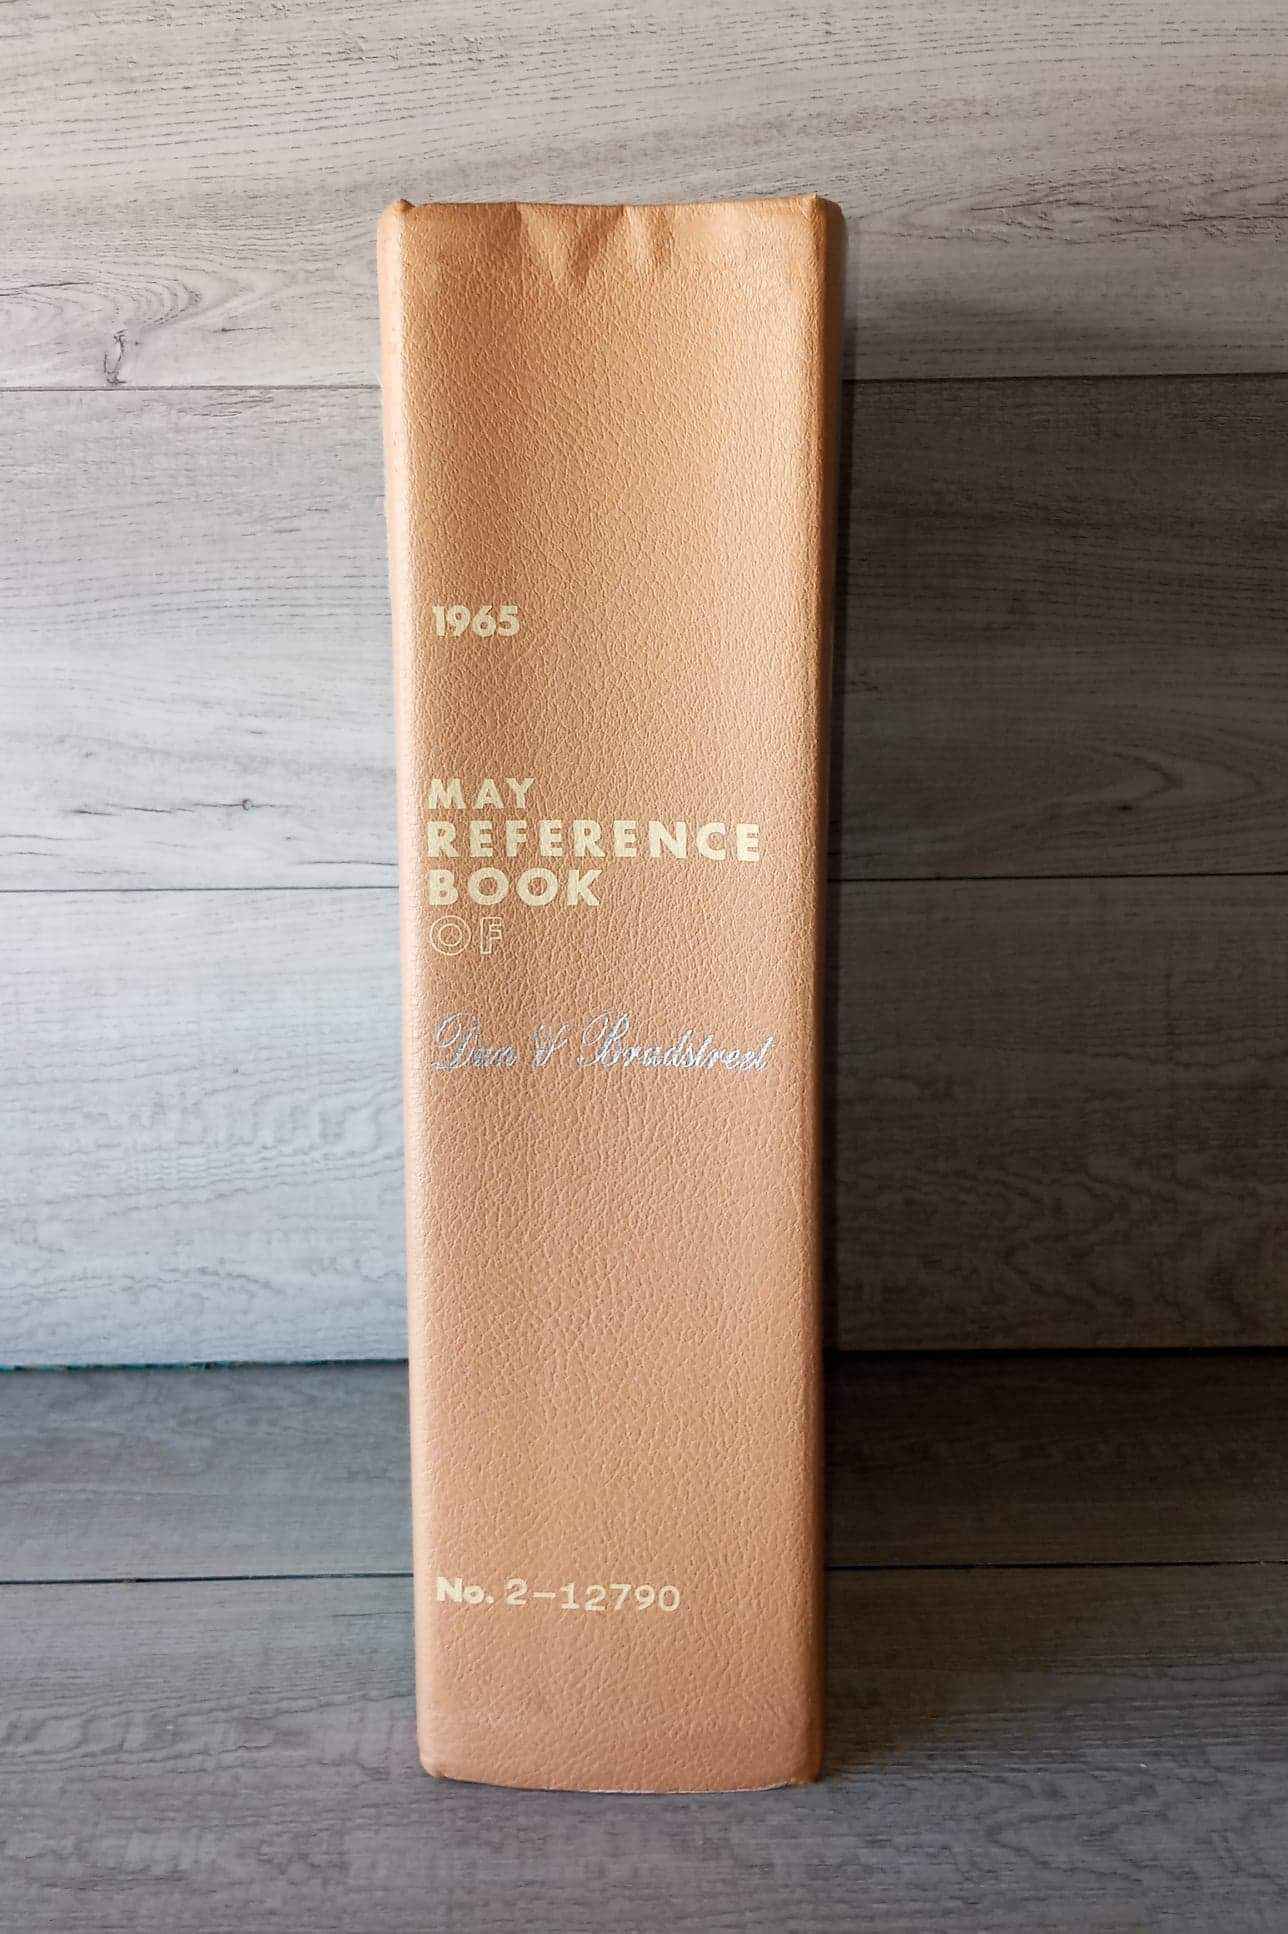 1965
MAY
REFERENCE
BOOK
OF
Dun & Bradstreet
No. 2-12790